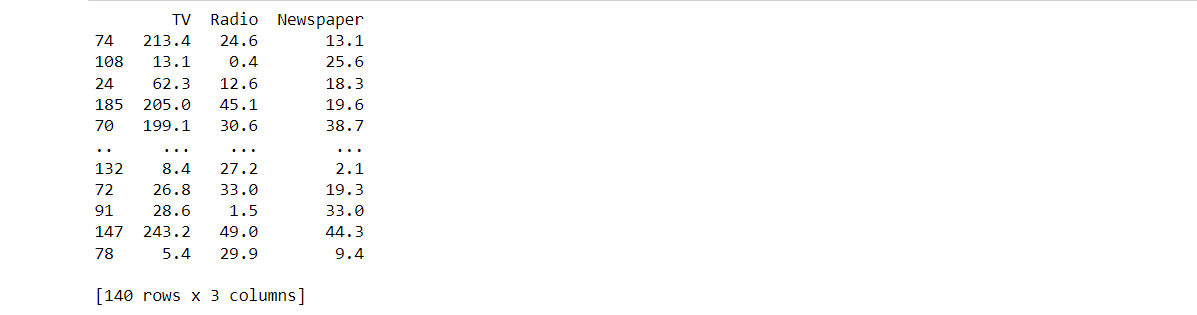 TV  Radio  Newspaper
74   213.4   24.6       13.1
108   13.1    0.4       25.6
24    62.3   12.6       18.3
185  205.0   45.1       19.6
70   199.1   30.6       38.7
..     ...    ...        ...
132    8.4   27.2        2.1
72    26.8   33.0       19.3
91    28.6    1.5       33.0
147  243.2   49.0       44.3
78     5.4   29.9        9.4
[140 rows x 3 columns]